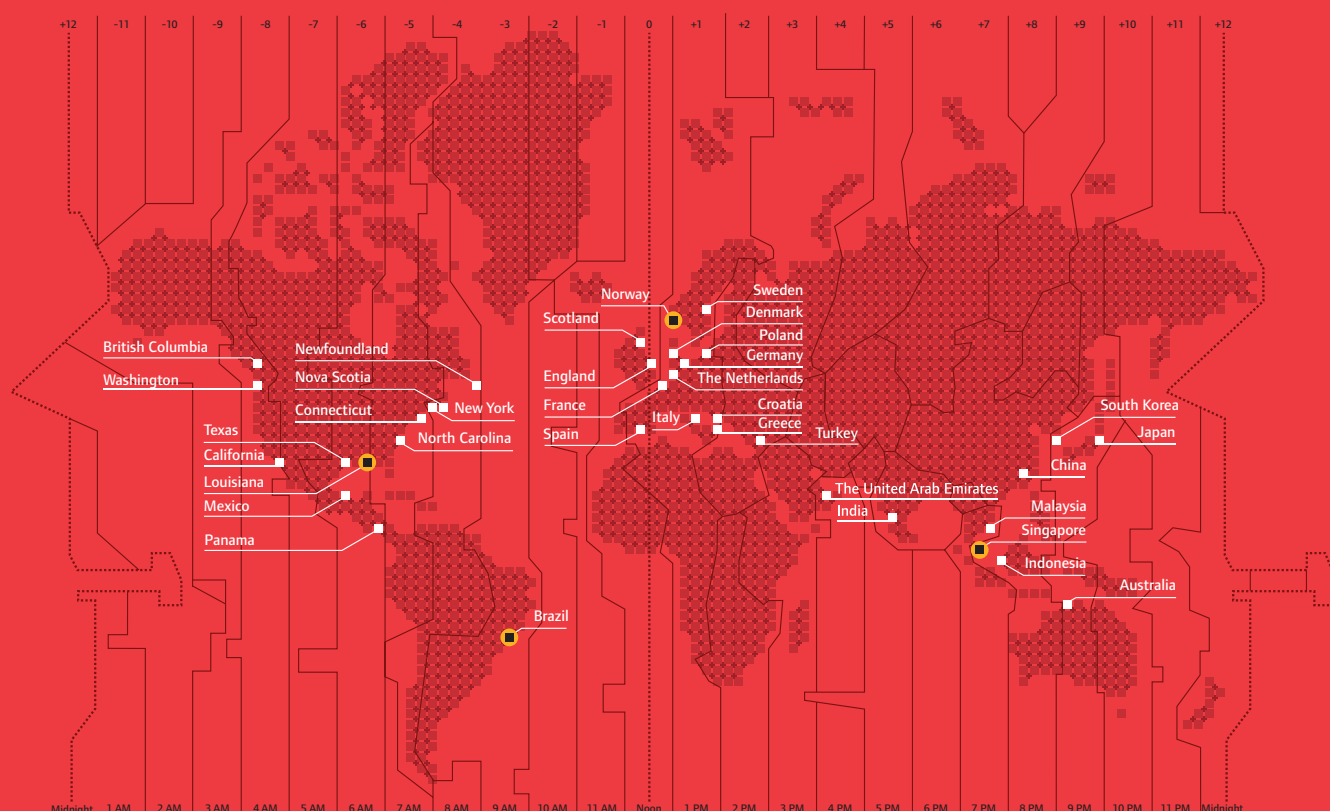 +12 -11 -10 -9 -8 -7 -6 -5 -4 -3 -2 -1 0 +1 +2 +3 +4 +5 +6 +7 +8 +9 +10 +11 +12
Sweden
Norway
Denmark
Scotland
Poland
British Columbia
Newfoundland
Germany
Washington
Nova Scotia
England
The Netherlands
Connecticut
New York
France
Croatia
South Korea
Italy
Greece
Texas
North Carolina
Spain
Turkey
Japan
California
China
Louisiana
The United Arab Emirates
Mexico
India
Malaysia
Panama
Singapore
Indonesia
Australia
Brazil
Midnight 1 AM 2 AM 3 AM 4 AM 5 AM 6 AM 7 AM 8 AM 9 AM 10 AM 11 AM Noon 1 PM 2 PM 3 PM 4 PM 5 PM 6 PM 7 PM 8 PM 9 PM 10 PM 11 PM Midnight